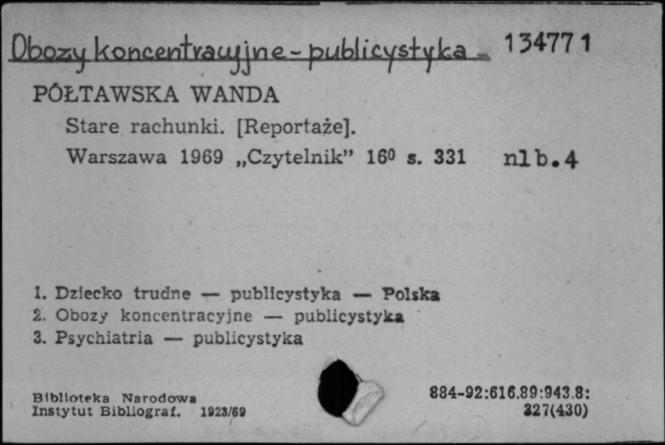 Obozy koncentracyjne - publicystyka 134771
PÓŁTAWSKA WANDA
Stare rachunki. [Reportaże].
Warszawa 1969 „Czytelnik” 16⁰ s. 331 nlb. 4
1. Dziecko trudne — publicystyka — Polska
2. Obozy koncentracyjne — publicystyka
3. Psychiatria — publicystyka
Biblioteka Narodowa 884-92:616.89:943.8:
Instytut Bibliograf. 1923/69 327(430)